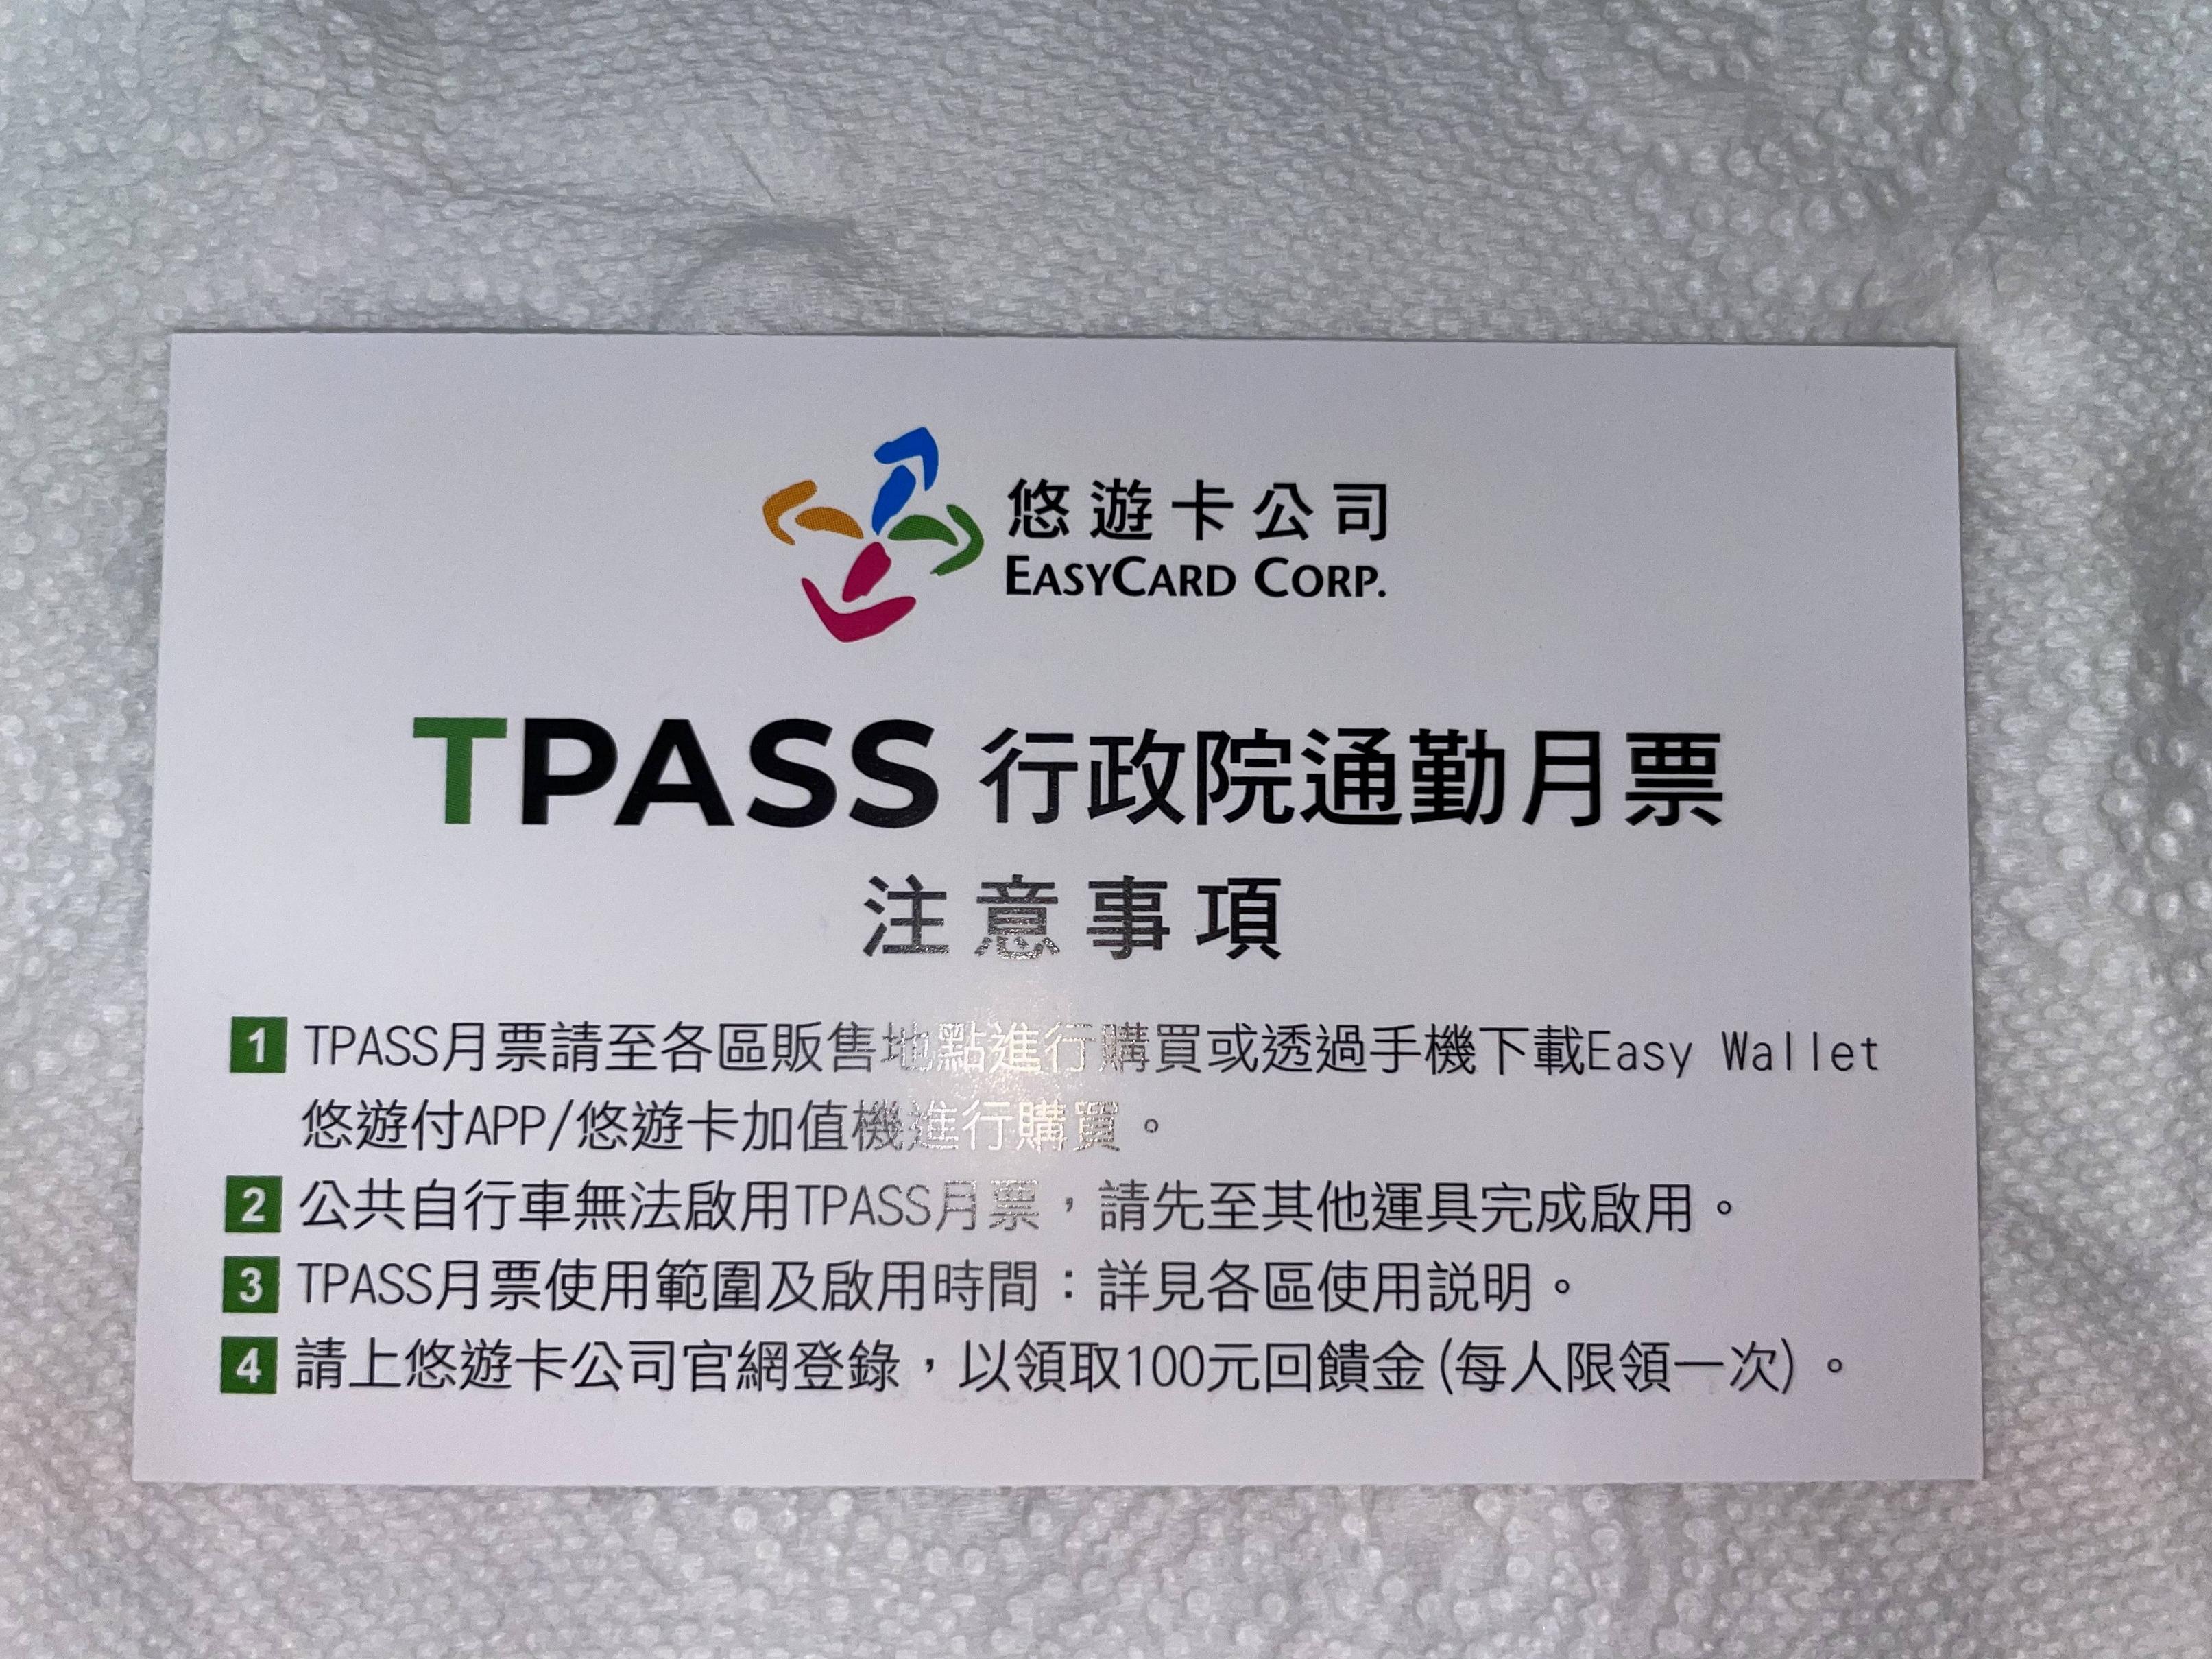 悠遊卡公司
EASYCARD CORP.
TPASS 行政院通勤月票
注意事項
1 TPASS月票請至各區販售地點進行購買或透過手機下載Easy Wallet
悠遊付APP/悠遊卡加值機進行購買。
2 公共自行車無法啟用TPASS月票，請先至其他運具完成啟用。
3 TPASS月票使用範圍及啟用時間：詳見各區使用説明。
4 請上悠遊卡公司官網登錄，以領取100元回饋金(每人限領一次)。